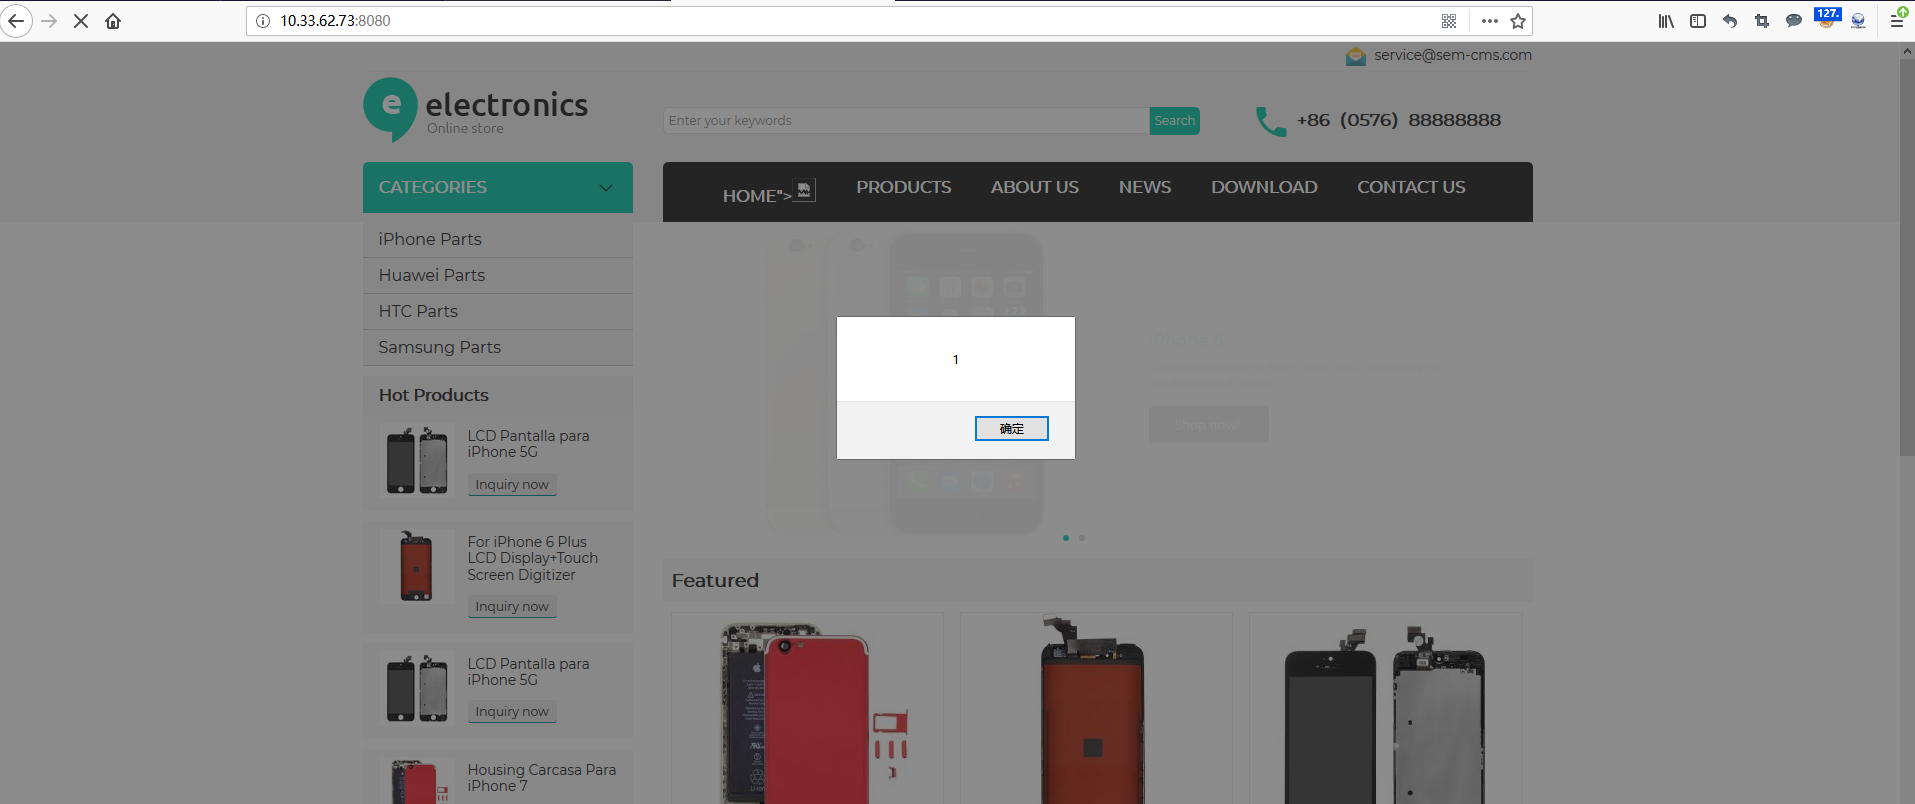 10.33.62.73:8080
127.
service@sem-cms.com
e electronics
Online store
Enter your keywords
Search
+86 (0576) 88888888
CATEGORIES
HOME">
PRODUCTS
ABOUT US
NEWS
DOWNLOAD
CONTACT US
iPhone Parts
Huawei Parts
HTC Parts
Samsung Parts
1
确定
Shop now!
Hot Products
LCD Pantalla para
iPhone 5G
Inquiry now
For iPhone 6 Plus
LCD Display+Touch
Screen Digitizer
Inquiry now
LCD Pantalla para
iPhone 5G
Inquiry now
Housing Carcasa Para
iPhone 7
Featured